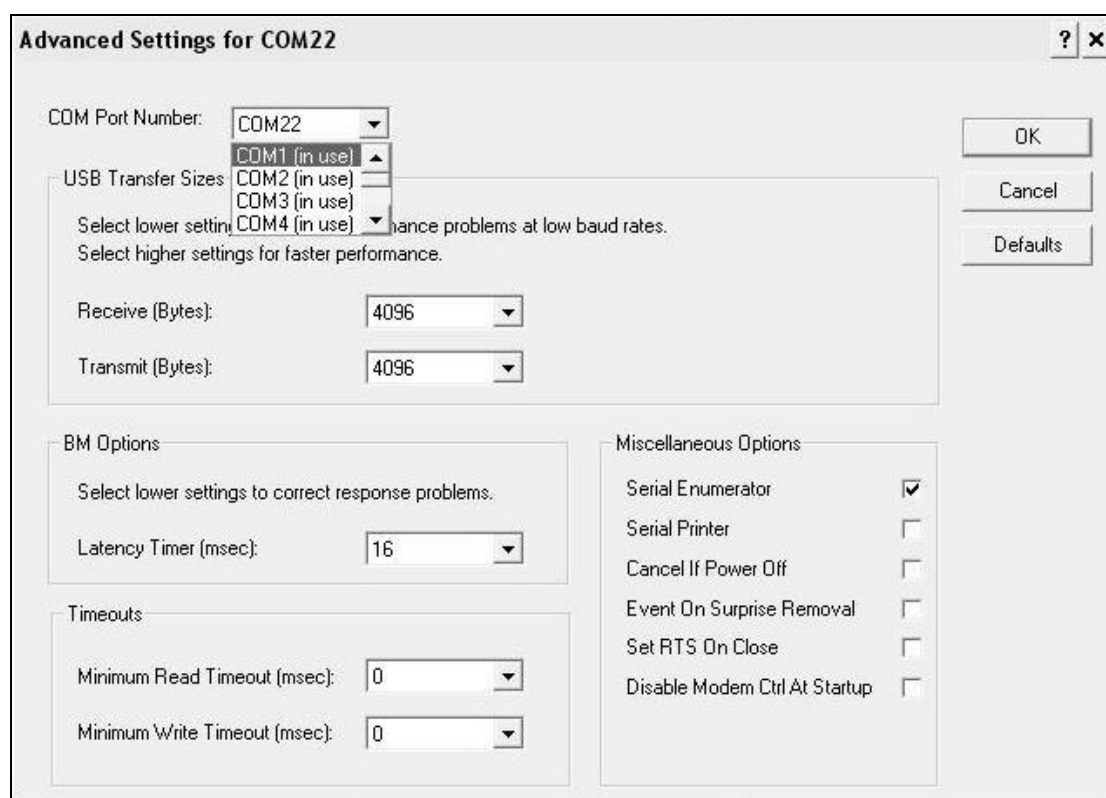 Advanced Settings for COM22
? ×
COM Port Number:
COM22
COM1 (in use)
COM2 (in use)
COM3 (in use)
COM4 (in use)
OK
Cancel
Defaults
USB Transfer Sizes
Select lower settin mance problems at low baud rates.
Select higher settings for faster performance.
Receive (Bytes):
4096
Transmit (Bytes):
4096
BM Options
Select lower settings to correct response problems.
Latency Timer (msec):
16
Timeouts
Minimum Read Timeout (msec):
0
Minimum Write Timeout (msec):
0
Miscellaneous Options
Serial Enumerator
Serial Printer
Cancel If Power Off
Event On Surprise Removal
Set RTS On Close
Disable Modem Ctrl At Startup